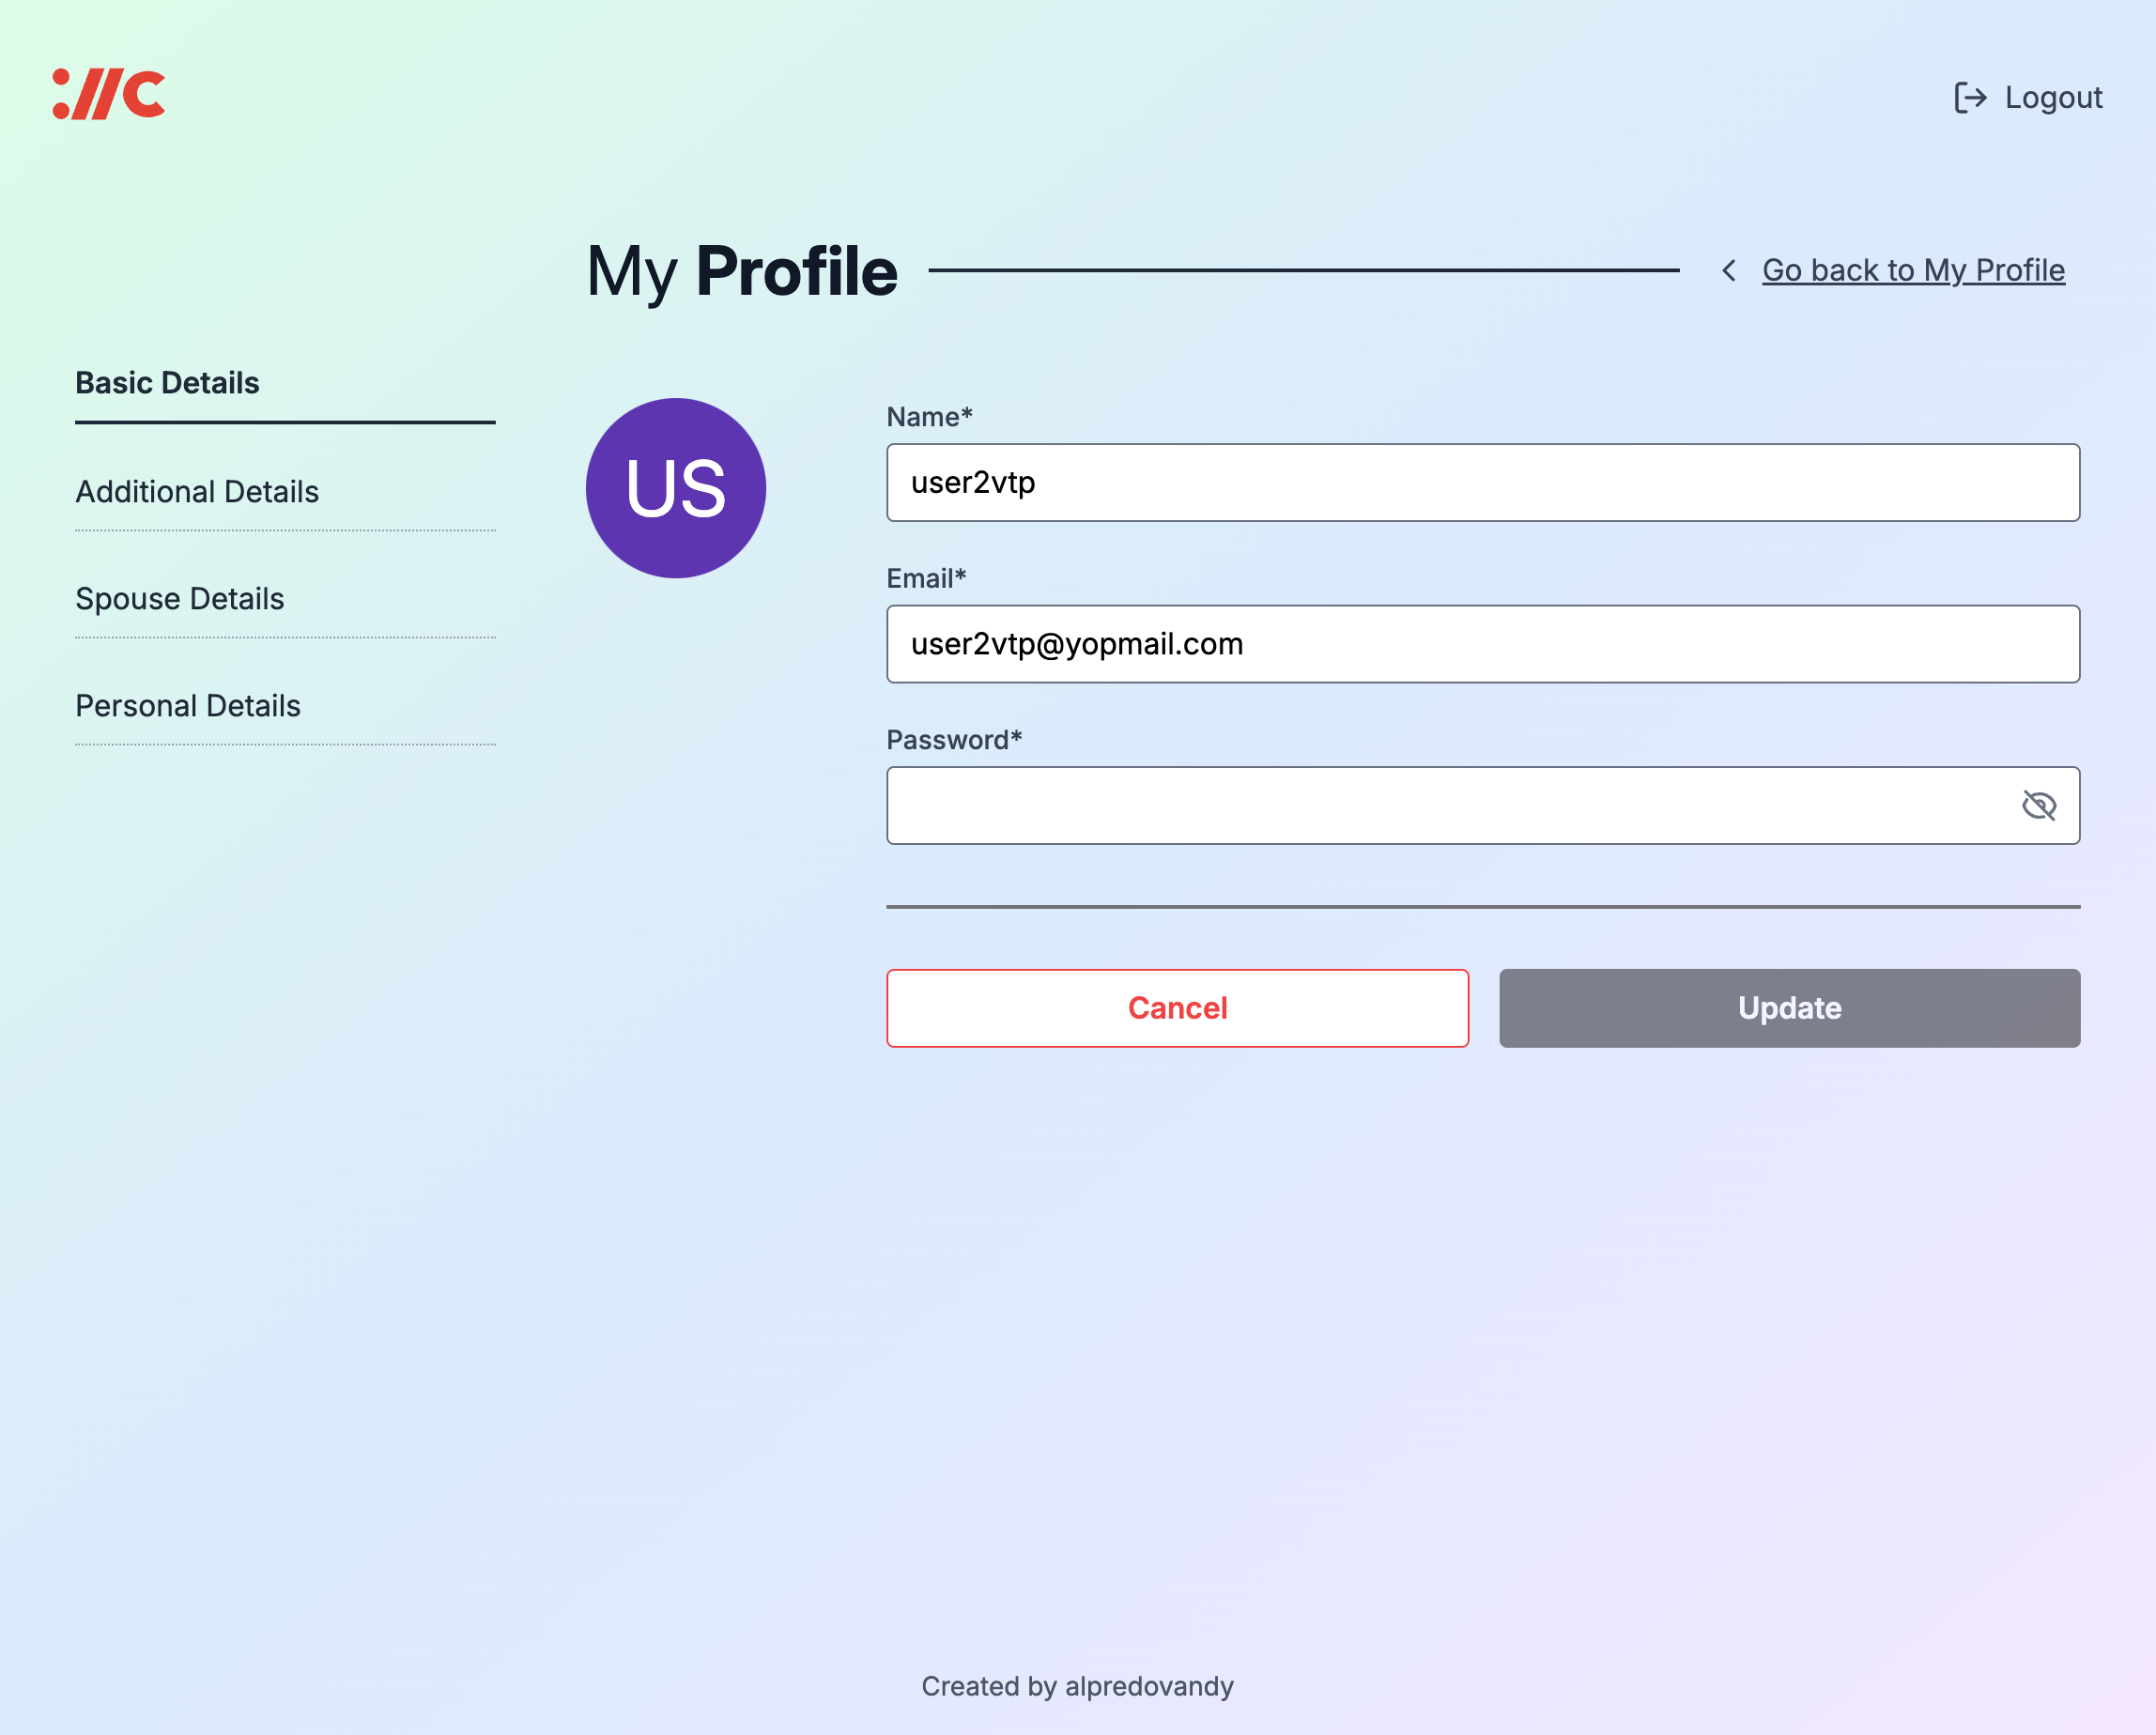 ://c
Logout
My Profile
Go back to My Profile
Basic Details
Additional Details
Spouse Details
Personal Details
US
Name*
user2vtp
Email*
user2vtp@yopmail.com
Password*
Cancel
Update
Created by alpredovandy